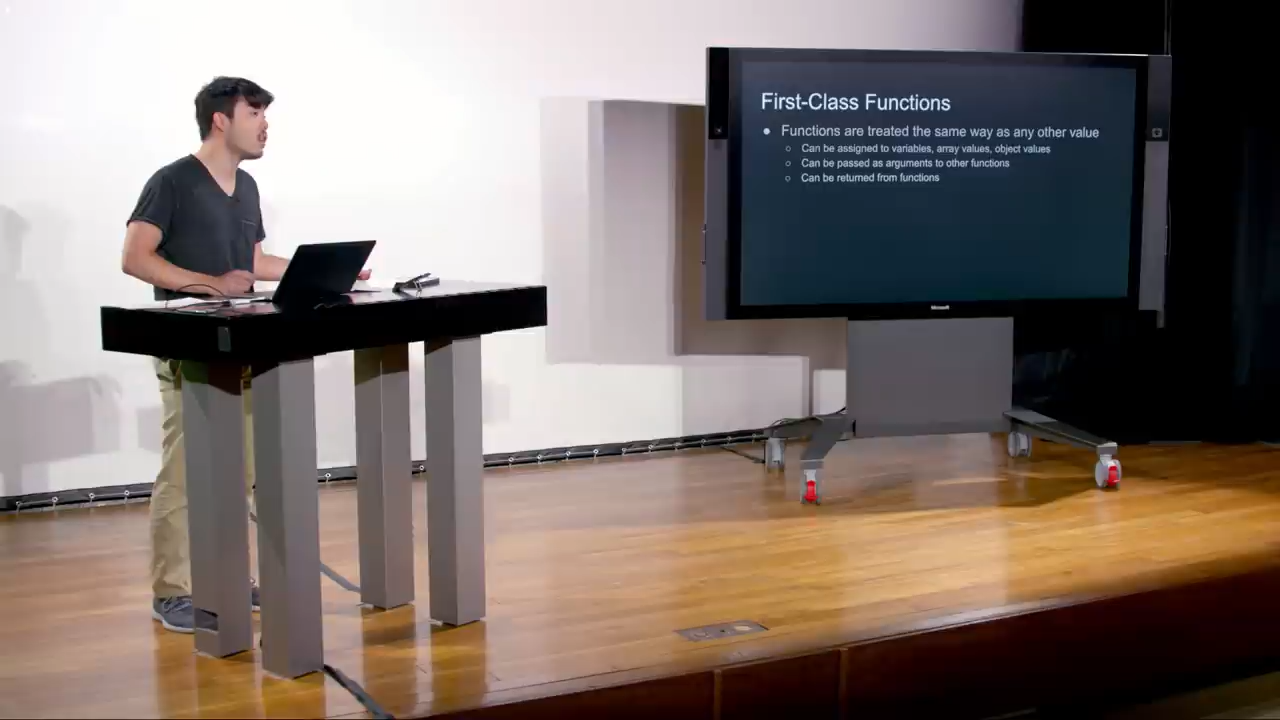 First-Class Functions
● Functions are treated the same way as any other value
○ Can be assigned to variables, array values, object values
○ Can be passed as arguments to other functions
○ Can be returned from functions
Microsoft